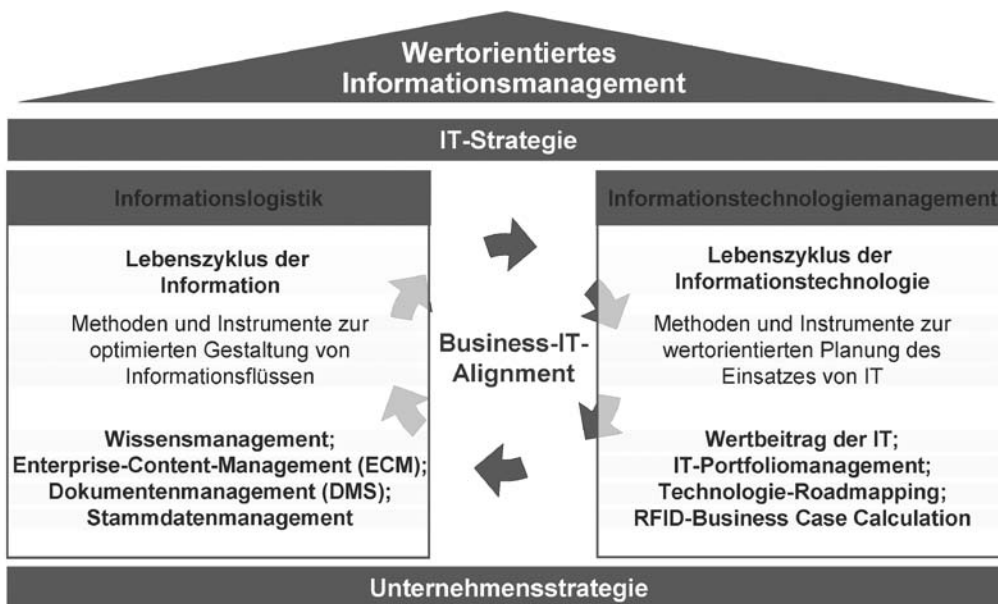 Wertorientiertes
Informationsmanagement
IT-Strategie
Informationslogistik
Lebenszyklus der
Information
Methoden und Instrumente zur
optimierten Gestaltung von
Informationsflüssen
Wissensmanagement;
Enterprise-Content-Management (ECM);
Dokumentenmanagement (DMS);
Stammdatenmanagement
Business-IT-
Alignment
Informationstechnologiemanagement
Lebenszyklus der
Informationstechnologie
Methoden und Instrumente zur
wertorientierten Planung des
Einsatzes von IT
Wertbeitrag der IT;
IT-Portfoliomanagement;
Technologie-Roadmapping;
RFID-Business Case Calculation
Unternehmensstrategie